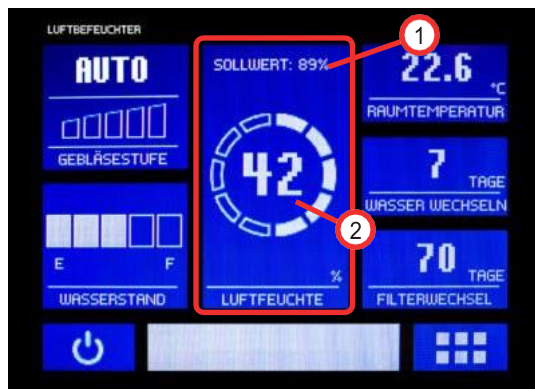 LUFTBEFEUCHTER
AUTO
GEBLÄSESTUFE
E F
WASSERSTAND
1
SOLLWERT: 89%
42
2
%
LUFTFEUCHTE
22.6
°C
RAUMTEMPERATUR
7
TAGE
WASSER WECHSELN
70
TAGE
FILTERWECHSEL